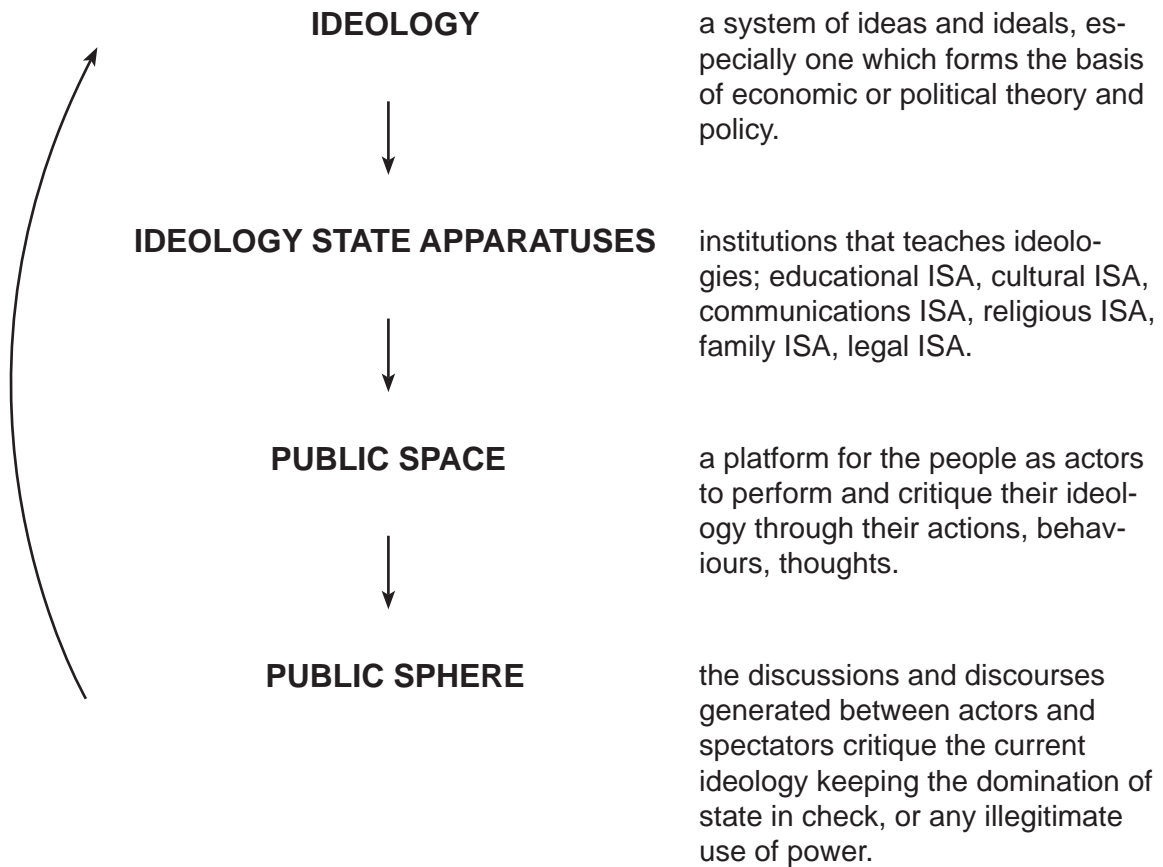 IDEOLOGY
a system of ideas and ideals, es-
pecially one which forms the basis
of economic or political theory and
policy.
IDEOLOGY STATE APPARATUSES
institutions that teaches ideolo-
gies; educational ISA, cultural ISA,
communications ISA, religious ISA,
family ISA, legal ISA.
PUBLIC SPACE
a platform for the people as actors
to perform and critique their ideol-
ogy through their actions, behav-
iours, thoughts.
PUBLIC SPHERE
the discussions and discourses
generated between actors and
spectators critique the current
ideology keeping the domination of
state in check, or any illegitimate
use of power.